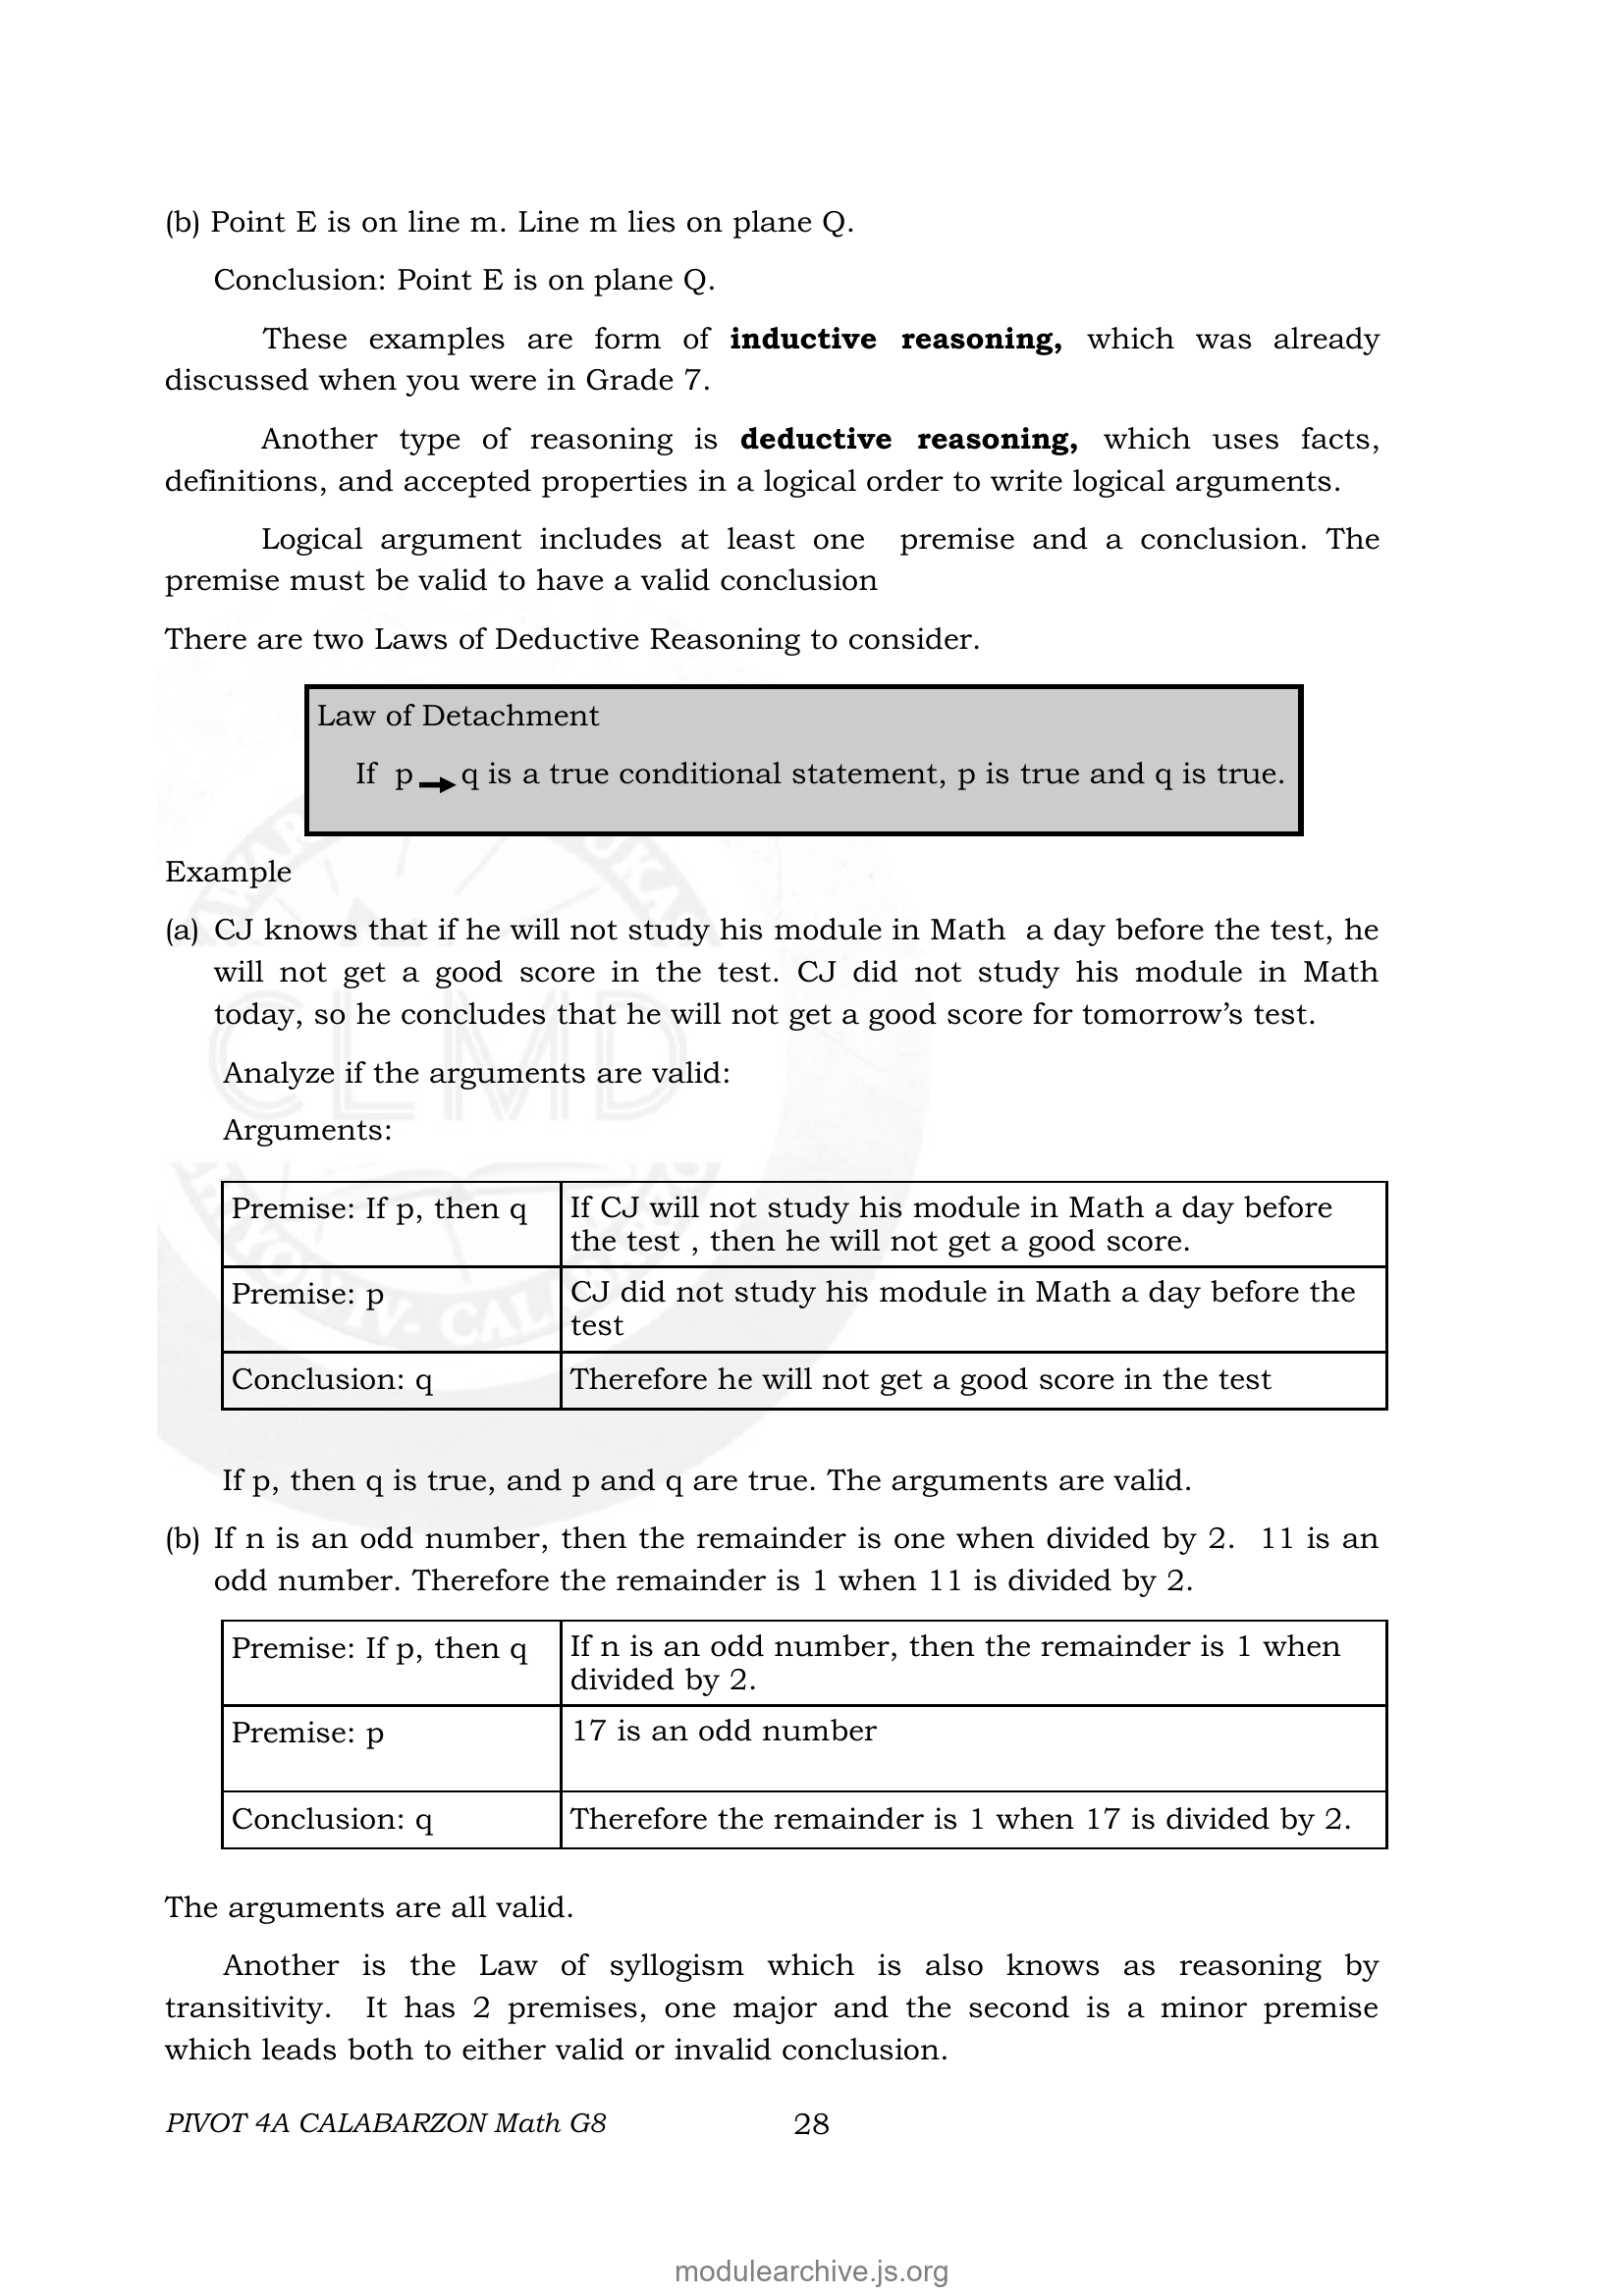 (b) Point E is on line m. Line m lies on plane Q.
Conclusion: Point E is on plane Q.
These examples are form of inductive reasoning, which was already
discussed when you were in Grade 7.
Another type of reasoning is deductive reasoning, which uses facts,
definitions, and accepted properties in a logical order to write logical arguments.
Logical argument includes at least one premise and a conclusion. The
premise must be valid to have a valid conclusion
There are two Laws of Deductive Reasoning to consider.
Law of Detachment
If p → q is a true conditional statement, p is true and q is true.
Example
(a) CJ knows that if he will not study his module in Math a day before the test, he
will not get a good score in the test. CJ did not study his module in Math
today, so he concludes that he will not get a good score for tomorrow’s test.
CLMD
Analyze if the arguments are valid:
Arguments:
Premise: If p, then q
If CJ will not study his module in Math a day before
the test , then he will not get a good score.
Premise: p
CJ did not study his module in Math a day before the
test
Conclusion: q
Therefore he will not get a good score in the test
If p, then q is true, and p and q are true. The arguments are valid.
(b) If n is an odd number, then the remainder is one when divided by 2. 11 is an
odd number. Therefore the remainder is 1 when 11 is divided by 2.
Premise: If p, then q
If n is an odd number, then the remainder is 1 when
divided by 2.
Premise: p
17 is an odd number
Conclusion: q
Therefore the remainder is 1 when 17 is divided by 2.
The arguments are all valid.
Another is the Law of syllogism which is also knows as reasoning by
transitivity. It has 2 premises, one major and the second is a minor premise
which leads both to either valid or invalid conclusion.
PIVOT 4A CALABARZON Math G8 28
modulearchive.js.org